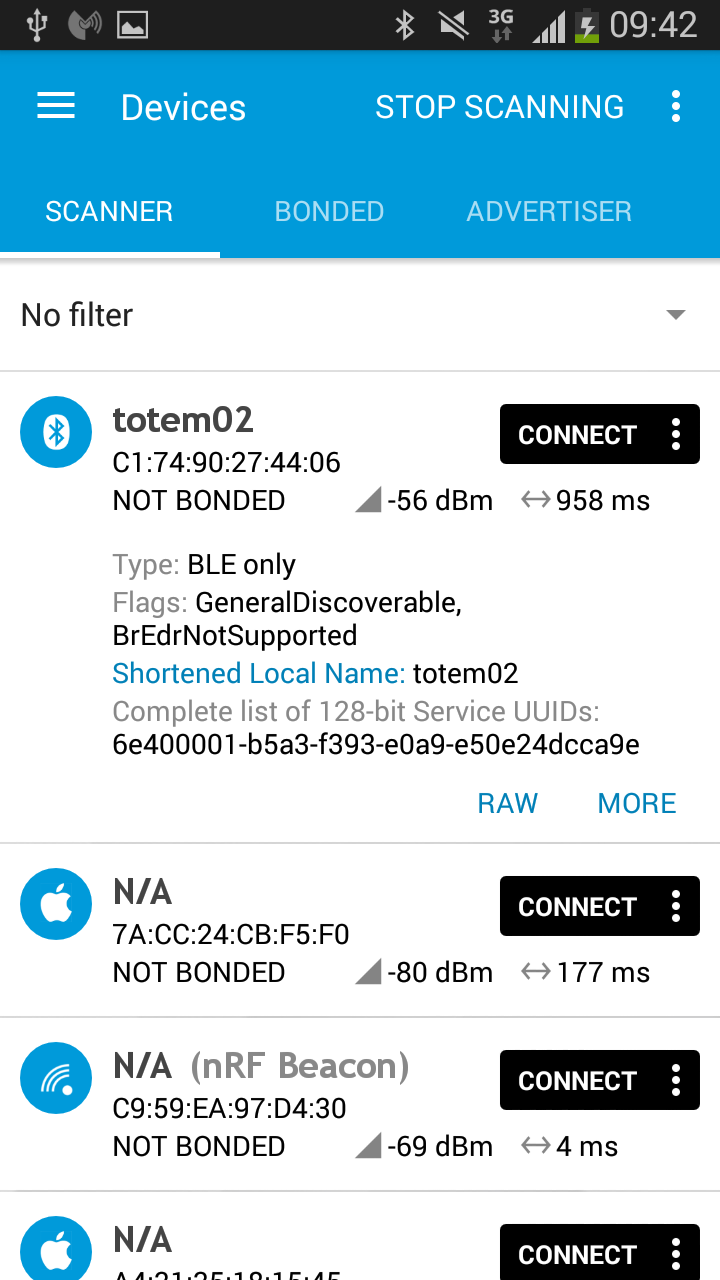 3G 09:42
Devices STOP SCANNING
SCANNER BONDED ADVERTISER
No filter
totem02
CONNECT
C1:74:90:27:44:06
NOT BONDED -56 dBm 958 ms
Type: BLE only
Flags: GeneralDiscoverable,
BrEdrNotSupported
Shortened Local Name: totem02
Complete list of 128-bit Service UUIDs:
6e400001-b5a3-f393-e0a9-e50e24dcca9e
RAW MORE
N/A
CONNECT
7A:CC:24:CB:F5:F0
NOT BONDED -80 dBm 177 ms
N/A (nRF Beacon)
CONNECT
C9:59:EA:97:D4:30
NOT BONDED -69 dBm 4 ms
N/A
CONNECT